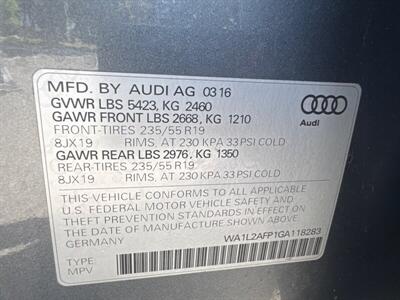 MFD. BY AUDI AG 03 16
GVWR LBS 5423, KG 2460
GAWR FRONT LBS 2668, KG 1210
FRONT-TIRES 235/55 R19
8JX19 RIMS, AT 230 KPA 33 PSI COLD
GAWR REAR LBS 2976, KG 1350
REAR-TIRES 235/55 R19
8JX19 RIMS, AT 230 KPA 33 PSI COLD
Audi
THIS VEHICLE CONFORMS TO ALL APPLICABLE
U.S. FEDERAL MOTOR VEHICLE SAFETY AND
THEFT PREVENTION STANDARDS IN EFFECT ON
THE DATE OF MANUFACTURE SHOWN ABOVE
GERMANY WA1L2AFP1GA118283
TYPE:
MPV